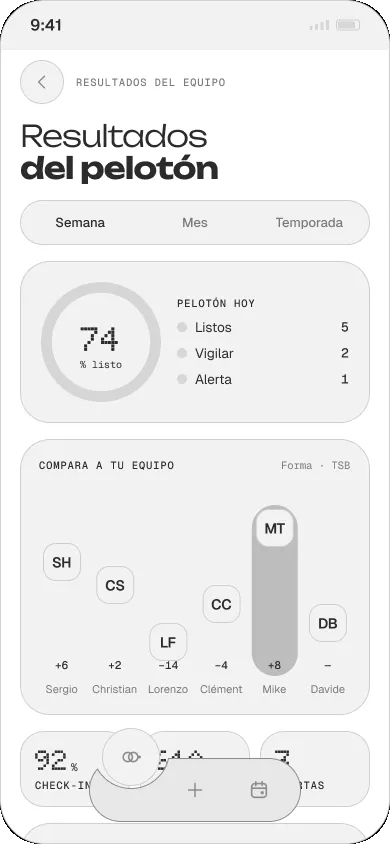 9:41
RESULTADOS DEL EQUIPO
Resultados
del pelotón
Semana Mes Temporada
PELOTÓN HOY
74
% listo
Listos 5
Vigilar 2
Alerta 1
COMPARA A TU EQUIPO Forma · TSB
MT
SH
CS
CC
DB
LF
+6 +2 −14 −4 +8 —
Sergio Christian Lorenzo Clément Mike Davide
92%
CHECK-IN